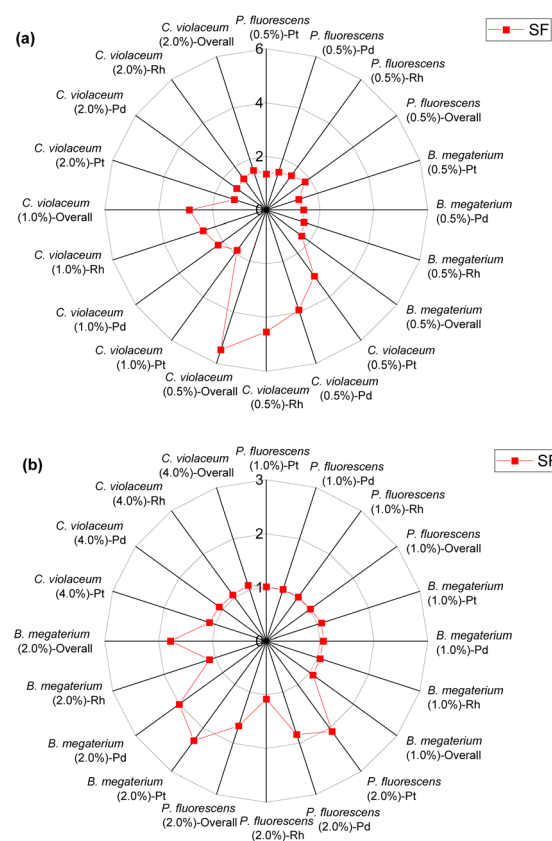 (a)
SF
P. fluorescens
(0.5%)-Pt
P. fluorescens
(0.5%)-Pd
P. fluorescens
(0.5%)-Rh
P. fluorescens
(0.5%)-Overall
B. megaterium
(0.5%)-Pt
B. megaterium
(0.5%)-Pd
B. megaterium
(0.5%)-Rh
B. megaterium
(0.5%)-Overall
C. violaceum
(0.5%)-Pt
C. violaceum
(0.5%)-Pd
C. violaceum
(0.5%)-Rh
C. violaceum
(0.5%)-Overall
C. violaceum
(1.0%)-Pt
C. violaceum
(1.0%)-Pd
C. violaceum
(1.0%)-Rh
C. violaceum
(1.0%)-Overall
C. violaceum
(2.0%)-Pt
C. violaceum
(2.0%)-Pd
C. violaceum
(2.0%)-Rh
C. violaceum
(2.0%)-Overall
6
4
2
0
(b)
SF
P. fluorescens
(1.0%)-Pt
P. fluorescens
(1.0%)-Pd
P. fluorescens
(1.0%)-Rh
P. fluorescens
(1.0%)-Overall
B. megaterium
(1.0%)-Pt
B. megaterium
(1.0%)-Pd
B. megaterium
(1.0%)-Rh
B. megaterium
(1.0%)-Overall
P. fluorescens
(2.0%)-Pt
P. fluorescens
(2.0%)-Pd
P. fluorescens
(2.0%)-Rh
P. fluorescens
(2.0%)-Overall
B. megaterium
(2.0%)-Pt
B. megaterium
(2.0%)-Pd
B. megaterium
(2.0%)-Rh
B. megaterium
(2.0%)-Overall
C. violaceum
(4.0%)-Pt
C. violaceum
(4.0%)-Pd
C. violaceum
(4.0%)-Rh
C. violaceum
(4.0%)-Overall
3
2
1
0